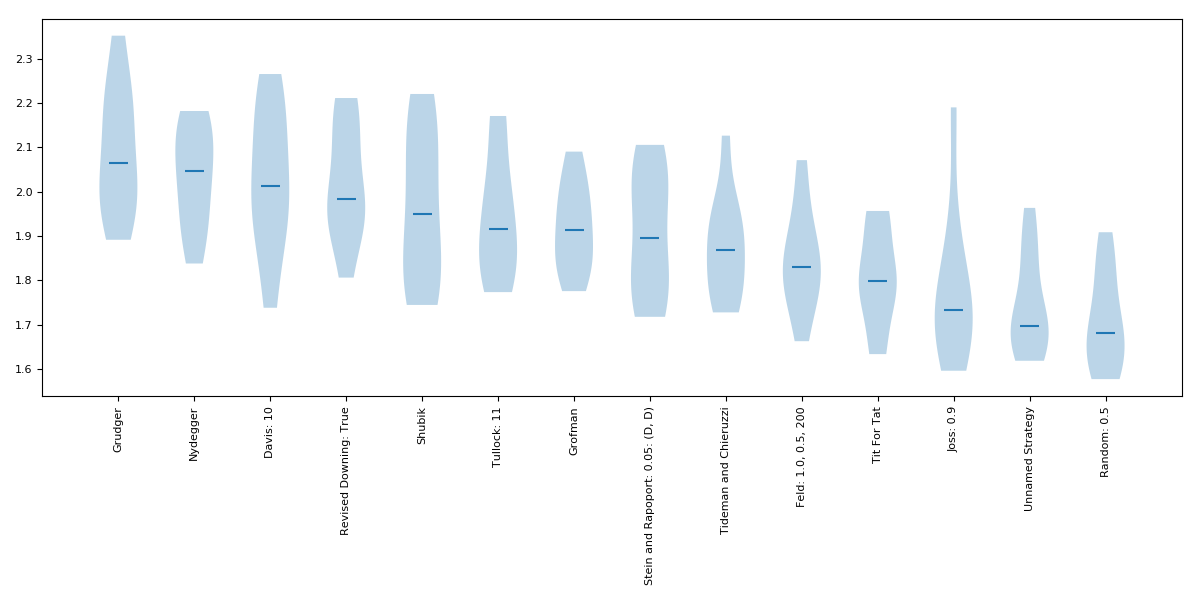 2.3
2.2
2.1
2.0
1.9
1.8
1.7
1.6
Grudger
Nydegger
Davis: 10
Revised Downing: True
Shubik
Tullock: 11
Grofman
Stein and Rapoport: 0.05: (D, D)
Tideman and Chieruzzi
Feld: 1.0, 0.5, 200
Tit For Tat
Joss: 0.9
Unnamed Strategy
Random: 0.5